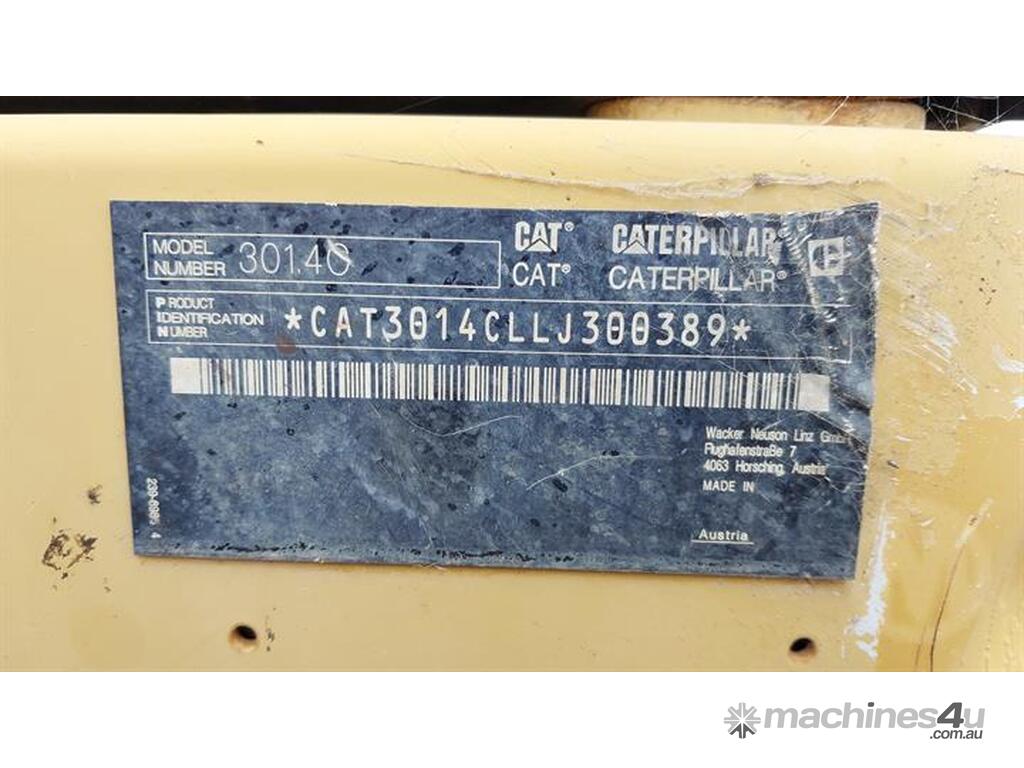 MODEL NUMBER 301.4C
CAT® CATERPILLAR®
CAT® CATERPILLAR®
PRODUCT IDENTIFICATION NUMBER *CAT3014CLLJ300389*
Wacker Neuson Linz GmbH
Flughafenstraße 7
4063 Horsching, Austria
MADE IN
Austria
machines4u
.com.au